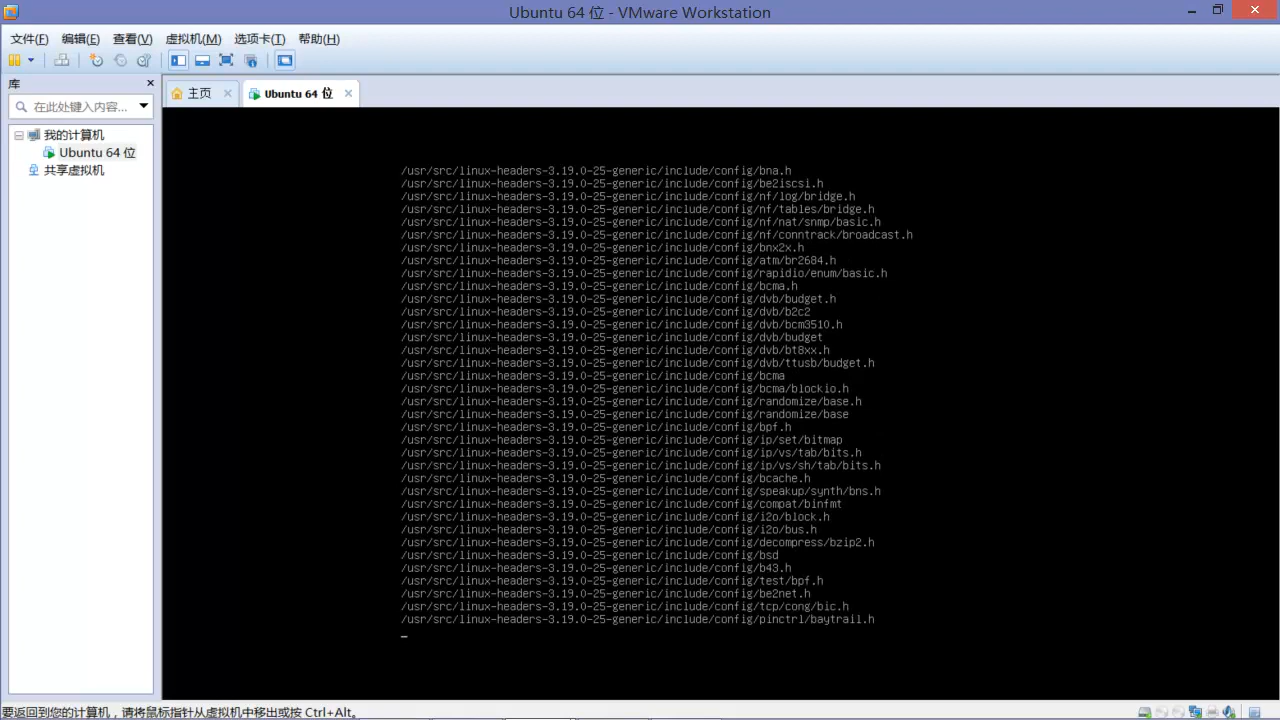 Ubuntu 64 位 - VMware Workstation
文件(F) 编辑(E) 查看(V) 虚拟机(M) 选项卡(T) 帮助(H)
库
主页
Ubuntu 64 位
在此处键入内容...
我的计算机
Ubuntu 64 位
共享虚拟机
/usr/src/linux-headers-3.19.0-25-generic/include/config/bna.h
/usr/src/linux-headers-3.19.0-25-generic/include/config/be2iscsi.h
/usr/src/linux-headers-3.19.0-25-generic/include/config/nf/log/bridge.h
/usr/src/linux-headers-3.19.0-25-generic/include/config/nf/tables/bridge.h
/usr/src/linux-headers-3.19.0-25-generic/include/config/nf/nat/snmp/basic.h
/usr/src/linux-headers-3.19.0-25-generic/include/config/nf/conntrack/broadcast.h
/usr/src/linux-headers-3.19.0-25-generic/include/config/bnx2x.h
/usr/src/linux-headers-3.19.0-25-generic/include/config/atm/br2684.h
/usr/src/linux-headers-3.19.0-25-generic/include/config/rapidio/enum/basic.h
/usr/src/linux-headers-3.19.0-25-generic/include/config/bcma.h
/usr/src/linux-headers-3.19.0-25-generic/include/config/dvb/budget.h
/usr/src/linux-headers-3.19.0-25-generic/include/config/dvb/b2c2
/usr/src/linux-headers-3.19.0-25-generic/include/config/dvb/bcm3510.h
/usr/src/linux-headers-3.19.0-25-generic/include/config/dvb/budget
/usr/src/linux-headers-3.19.0-25-generic/include/config/dvb/bt8xx.h
/usr/src/linux-headers-3.19.0-25-generic/include/config/dvb/ttusb/budget.h
/usr/src/linux-headers-3.19.0-25-generic/include/config/bcma
/usr/src/linux-headers-3.19.0-25-generic/include/config/bcma/blockio.h
/usr/src/linux-headers-3.19.0-25-generic/include/config/randomize/base.h
/usr/src/linux-headers-3.19.0-25-generic/include/config/randomize/base
/usr/src/linux-headers-3.19.0-25-generic/include/config/bpf.h
/usr/src/linux-headers-3.19.0-25-generic/include/config/ip/set/bitmap
/usr/src/linux-headers-3.19.0-25-generic/include/config/ip/vs/tab/bits.h
/usr/src/linux-headers-3.19.0-25-generic/include/config/ip/vs/sh/tab/bits.h
/usr/src/linux-headers-3.19.0-25-generic/include/config/bcache.h
/usr/src/linux-headers-3.19.0-25-generic/include/config/speakup/synth/bns.h
/usr/src/linux-headers-3.19.0-25-generic/include/config/compat/binfmt
/usr/src/linux-headers-3.19.0-25-generic/include/config/i2o/block.h
/usr/src/linux-headers-3.19.0-25-generic/include/config/i2o/bus.h
/usr/src/linux-headers-3.19.0-25-generic/include/config/decompress/bzip2.h
/usr/src/linux-headers-3.19.0-25-generic/include/config/bsd
/usr/src/linux-headers-3.19.0-25-generic/include/config/b43.h
/usr/src/linux-headers-3.19.0-25-generic/include/config/test/bpf.h
/usr/src/linux-headers-3.19.0-25-generic/include/config/be2net.h
/usr/src/linux-headers-3.19.0-25-generic/include/config/tcp/cong/bic.h
/usr/src/linux-headers-3.19.0-25-generic/include/config/pinctrl/baytrail.h
要返回到您的计算机，请将鼠标指针从虚拟机中移出或按 Ctrl+Alt。